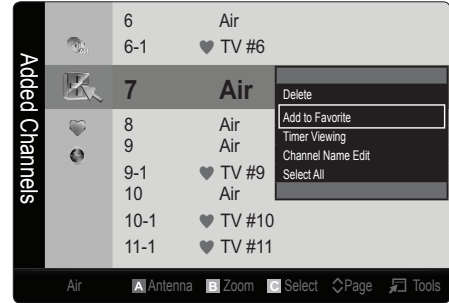 Added Channels
All
6 Air
6-1 ♥ TV #6
7 Air
8 Air
9 Air
9-1 ♥ TV #9
10 Air
10-1 ♥ TV #10
11-1 ♥ TV #11
Delete
Add to Favorite
Timer Viewing
Channel Name Edit
Select All
Air A Antenna B Zoom C Select Page Tools